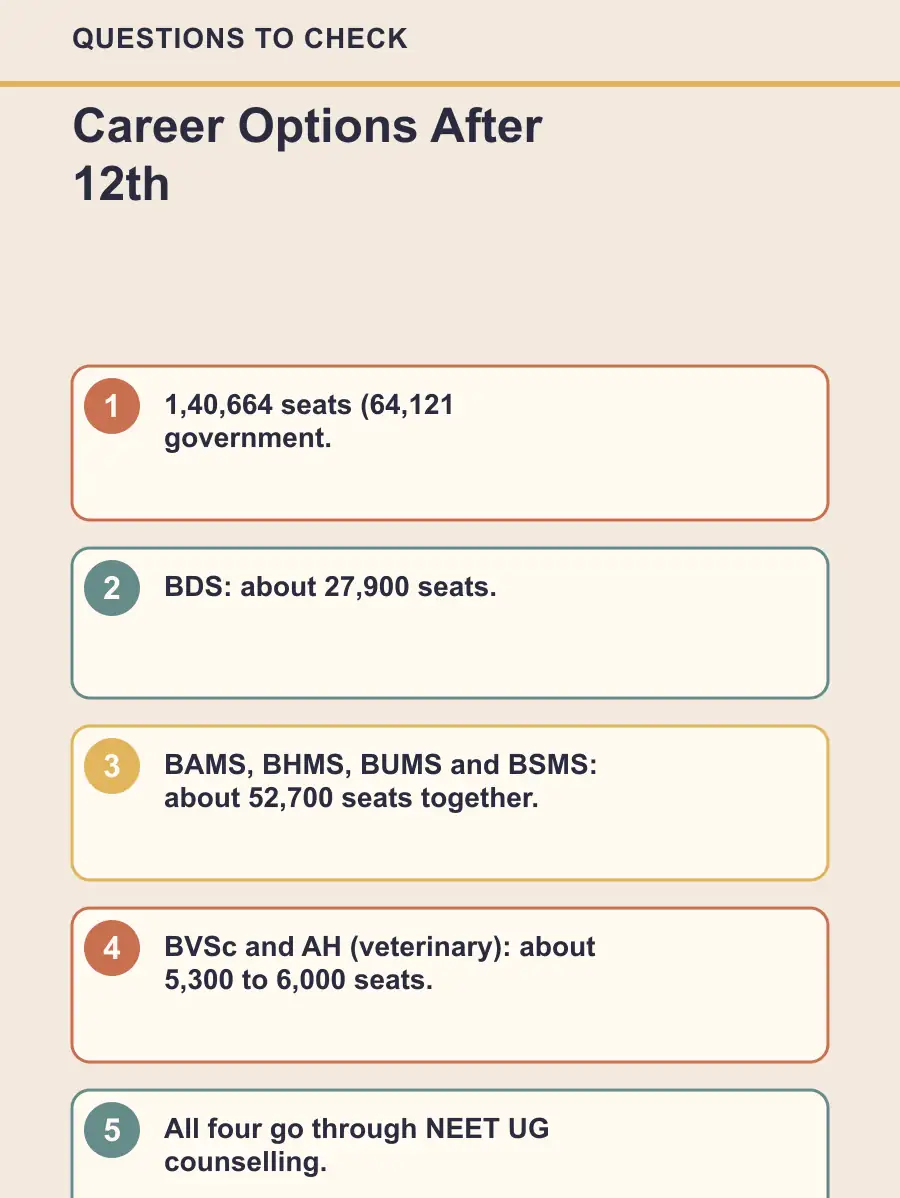 QUESTIONS TO CHECK
Career Options After
12th
1
1,40,664 seats (64,121
government.
2
BDS: about 27,900 seats.
3
BAMS, BHMS, BUMS and BSMS:
about 52,700 seats together.
4
BVSc and AH (veterinary): about
5,300 to 6,000 seats.
5
All four go through NEET UG
counselling.